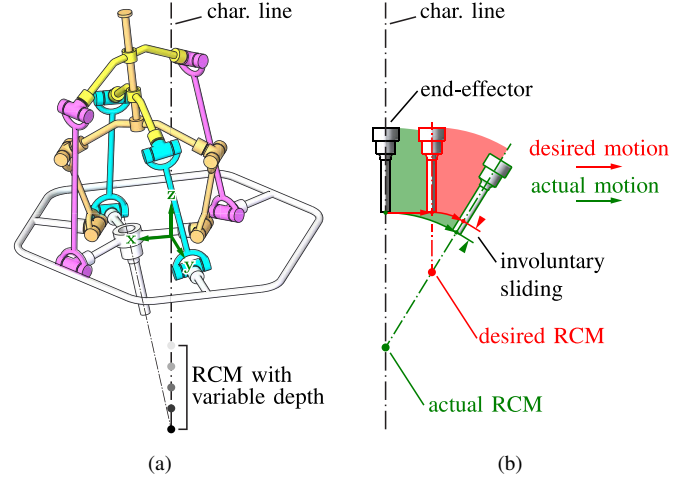 char. line
z
x
y
RCM with
variable depth
(a)
char. line
end-effector
desired motion
actual motion
involuntary
sliding
desired RCM
actual RCM
(b)